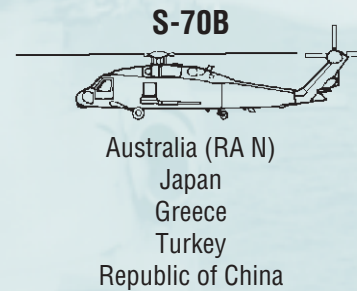 S-70B
Australia (RA N)
Japan
Greece
Turkey
Republic of China